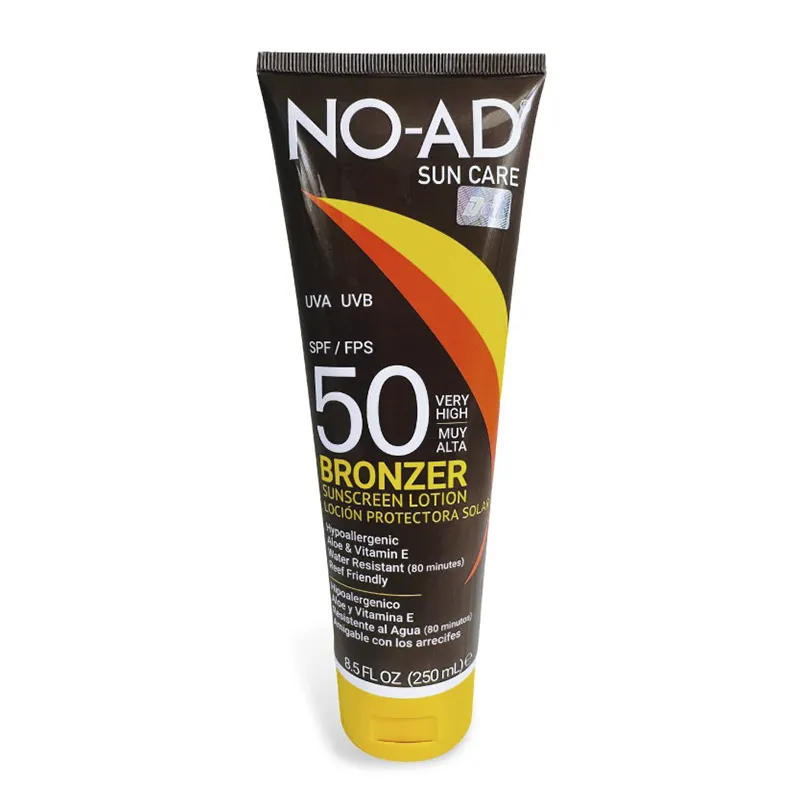 NO-AD®
SUN CARE
UVA UVB
SPF / FPS
50
VERY
HIGH
MUY
ALTA
BRONZER
SUNSCREEN LOTION
LOCIÓN PROTECTORA SOLAR
Hypoallergenic
Aloe & Vitamin E
Water Resistant (80 minutes)
Reef Friendly
Hipoalergenico
Aloe y Vitamina E
Resistente al Agua (80 minutos)
Amigable con los arrecifes
8.5 FL OZ (250 mL) ℮